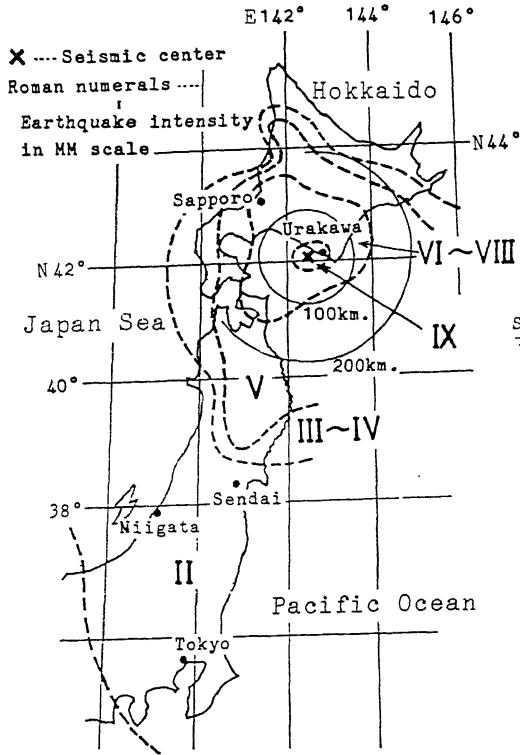 E142° 144° 146°
× ---- Seismic center
Roman numerals ----
Earthquake intensity
in MM scale
Hokkaido
N44°
Sapporo
Urakawa
VI~VIII
N42°
100km.
IX
Japan Sea
200km.
40°
V
III~IV
38°
Sendai
Niigata
II
Pacific Ocean
Tokyo